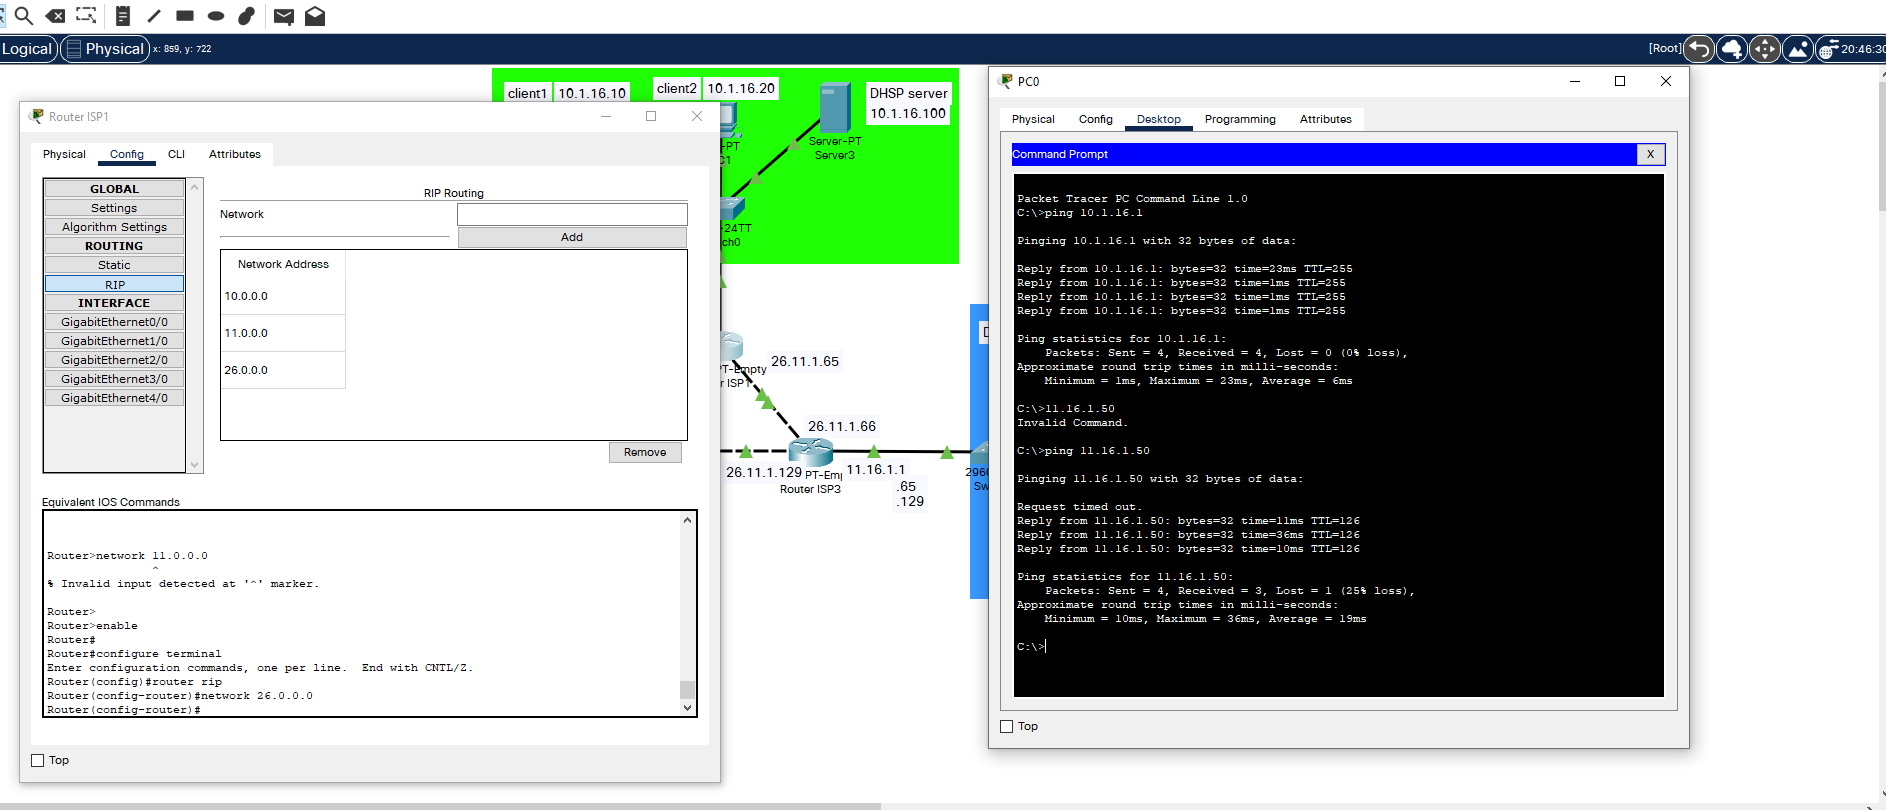 Logical
Physical
x: 859, y: 722
[Root]
20:46:30
client1
10.1.16.10
client2
10.1.16.20
DHSP server
10.1.16.100
-PT
C1
Server-PT
Server3
-24TT
ch0
26.11.1.65
PT-Empty
r ISP1
26.11.1.66
26.11.1.129
PT-Em
Router ISP3
11.16.1.1
.65
.129
296
Sw
D
Router ISP1
Physical
Config
CLI
Attributes
GLOBAL
Settings
Algorithm Settings
ROUTING
Static
RIP
INTERFACE
GigabitEthernet0/0
GigabitEthernet1/0
GigabitEthernet2/0
GigabitEthernet3/0
GigabitEthernet4/0
RIP Routing
Network
Add
Network Address
10.0.0.0
11.0.0.0
26.0.0.0
Remove
Equivalent IOS Commands
Router>network 11.0.0.0
^
% Invalid input detected at '^' marker.
Router>
Router>enable
Router#
Router#configure terminal
Enter configuration commands, one per line.  End with CNTL/Z.
Router(config)#router rip
Router(config-router)#network 26.0.0.0
Router(config-router)#
Top
PC0
Physical
Config
Desktop
Programming
Attributes
Command Prompt
X
Packet Tracer PC Command Line 1.0
C:\>ping 10.1.16.1
Pinging 10.1.16.1 with 32 bytes of data:
Reply from 10.1.16.1: bytes=32 time=23ms TTL=255
Reply from 10.1.16.1: bytes=32 time=1ms TTL=255
Reply from 10.1.16.1: bytes=32 time=1ms TTL=255
Reply from 10.1.16.1: bytes=32 time=1ms TTL=255
Ping statistics for 10.1.16.1:
Packets: Sent = 4, Received = 4, Lost = 0 (0% loss),
Approximate round trip times in milli-seconds:
Minimum = 1ms, Maximum = 23ms, Average = 6ms
C:\>11.16.1.50
Invalid Command.
C:\>ping 11.16.1.50
Pinging 11.16.1.50 with 32 bytes of data:
Request timed out.
Reply from 11.16.1.50: bytes=32 time=11ms TTL=126
Reply from 11.16.1.50: bytes=32 time=36ms TTL=126
Reply from 11.16.1.50: bytes=32 time=10ms TTL=126
Ping statistics for 11.16.1.50:
Packets: Sent = 4, Received = 3, Lost = 1 (25% loss),
Approximate round trip times in milli-seconds:
Minimum = 10ms, Maximum = 36ms, Average = 19ms
C:\>
Top